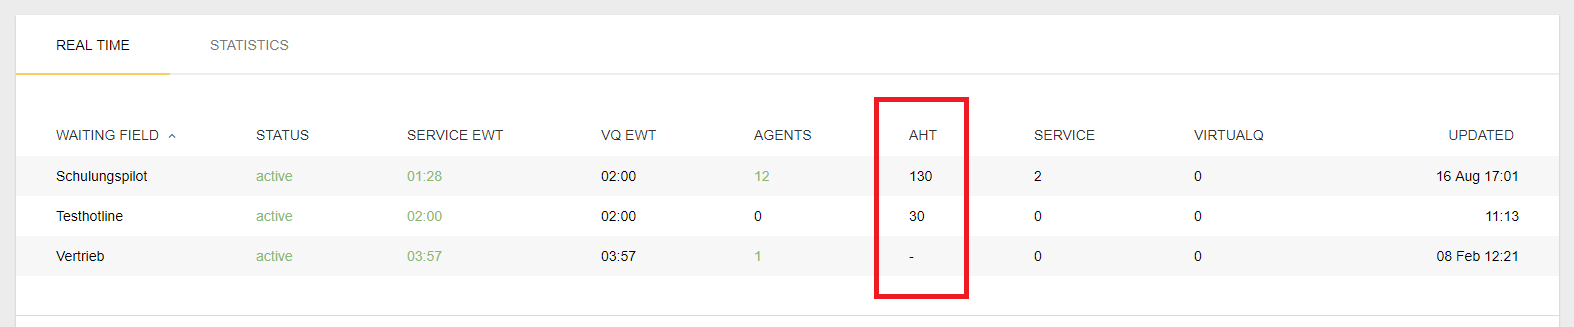 REAL TIME STATISTICS
WAITING FIELD STATUS SERVICE EWT VQ EWT AGENTS AHT SERVICE VIRTUALQ UPDATED
Schulungspilot active 01:28 02:00 12 130 2 0 16 Aug 17:01
Testhotline active 02:00 02:00 0 30 0 0 11:13
Vertrieb active 03:57 03:57 1 - 0 0 08 Feb 12:21